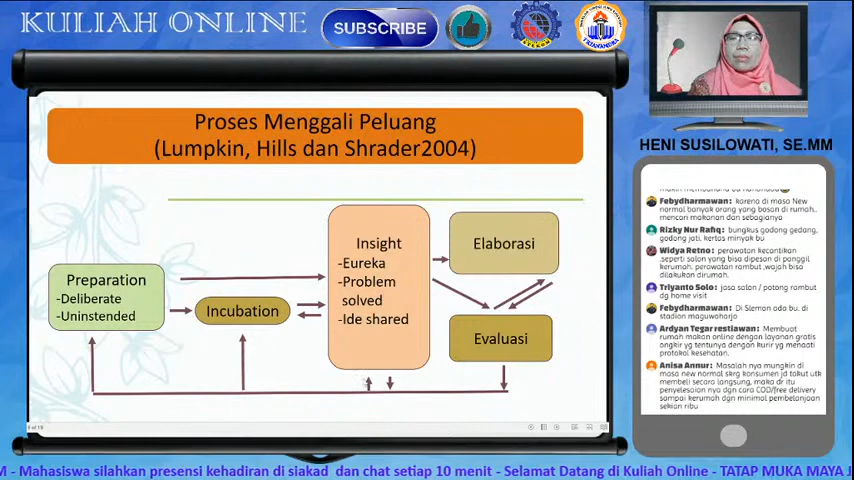 KULIAH ONLINE
SUBSCRIBE
HENI SUSILOWATI, SE.MM
Proses Menggali Peluang
(Lumpkin, Hills dan Shrader2004)
Preparation
-Deliberate
-Unintended
Incubation
Insight
-Eureka
-Problem
solved
-Ide shared
Elaborasi
Evaluasi
Febydharmawan: karena di masa New
normal banyak orang yang bosan di rumah..
mencari makanan dan sebagianya
Rizky Nur Rafiq: bungkus godong gedang,
godong jati, kertas minyak bu
Widya Retno: perawatan kecantikan
,seperti salon yang bisa dipesan di panggil
kerumah, perawatan rambut ,wajah bisa
dilakukan dirumah.
Triyanto Solo: jasa salon / potong rambut
dg home visit
Febydharmawan: Di Sleman ada bu, di
stadion maguwoharjo
Ardyan Tegar restiawan: Membuat
rumah makan online dengan layanan gratis
ongkir yg tentunya dengan kurir yg menaati
protokol kesehatan.
Anisa Annur: Masalah nya mungkin di
masa new normal skrg konsumen jd takut utk
membeli secara langsung, maka dr itu
penyelesaian nya dgn cara COD/free delivery
sampai kerumah dgn minimal pembelanjaan
sekian ribu
M - Mahasiswa silahkan presensi kehadiran di siakad dan chat setiap 10 menit - Selamat Datang di Kuliah Online - TATAP MUKA MAYA J